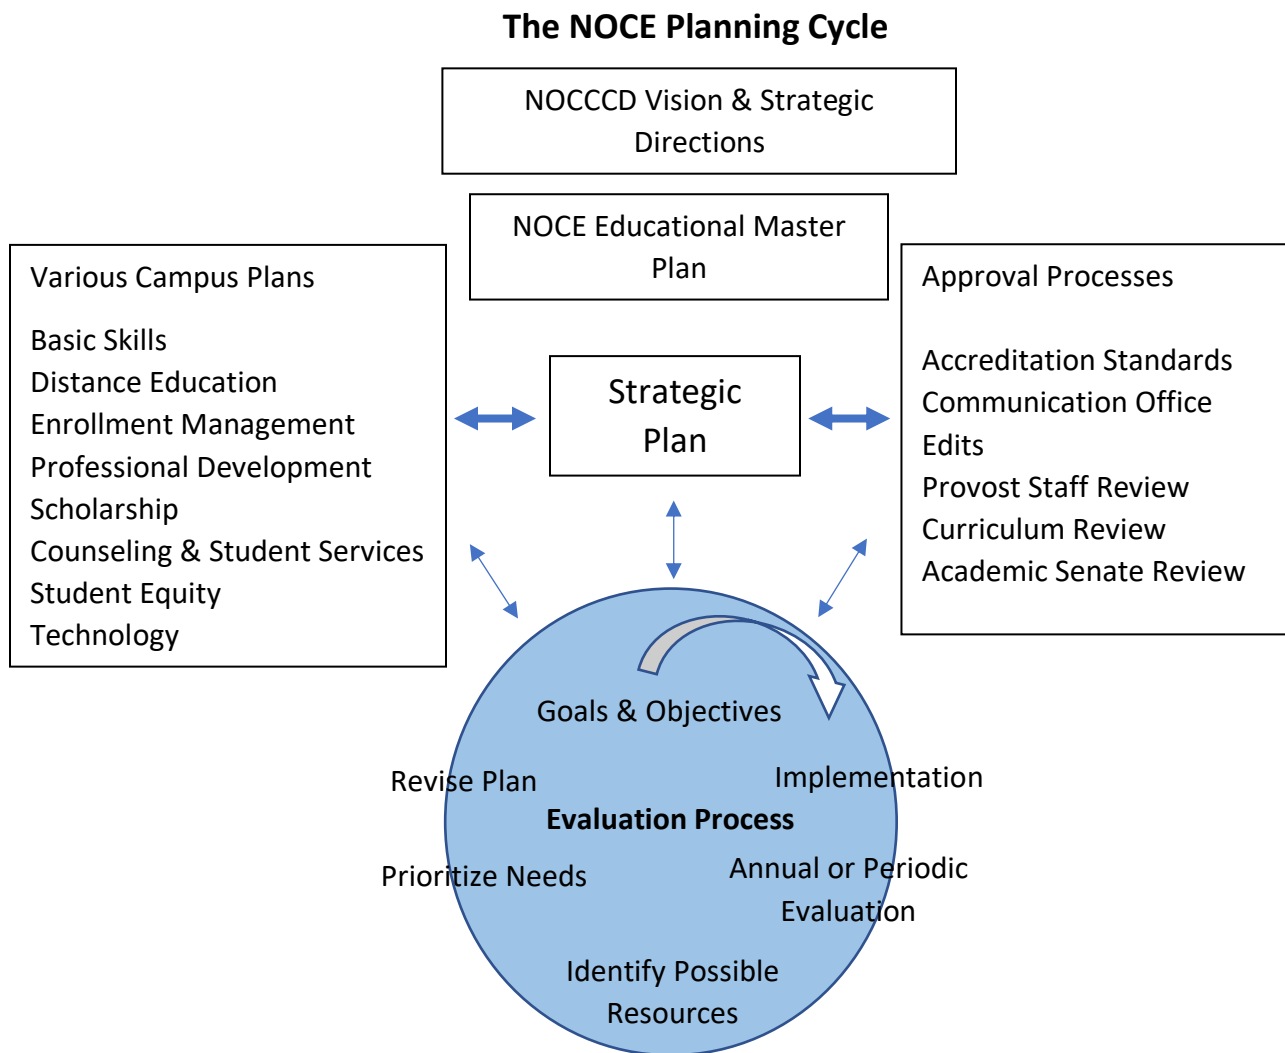 The NOCE Planning Cycle
NOCCCD Vision & Strategic
Directions
NOCE Educational Master
Plan
Various Campus Plans
Basic Skills
Distance Education
Enrollment Management
Professional Development
Scholarship
Counseling & Student Services
Student Equity
Technology
Strategic
Plan
Approval Processes
Accreditation Standards
Communication Office
Edits
Provost Staff Review
Curriculum Review
Academic Senate Review
Goals & Objectives
Revise Plan
Implementation
Evaluation Process
Prioritize Needs
Annual or Periodic
Evaluation
Identify Possible
Resources